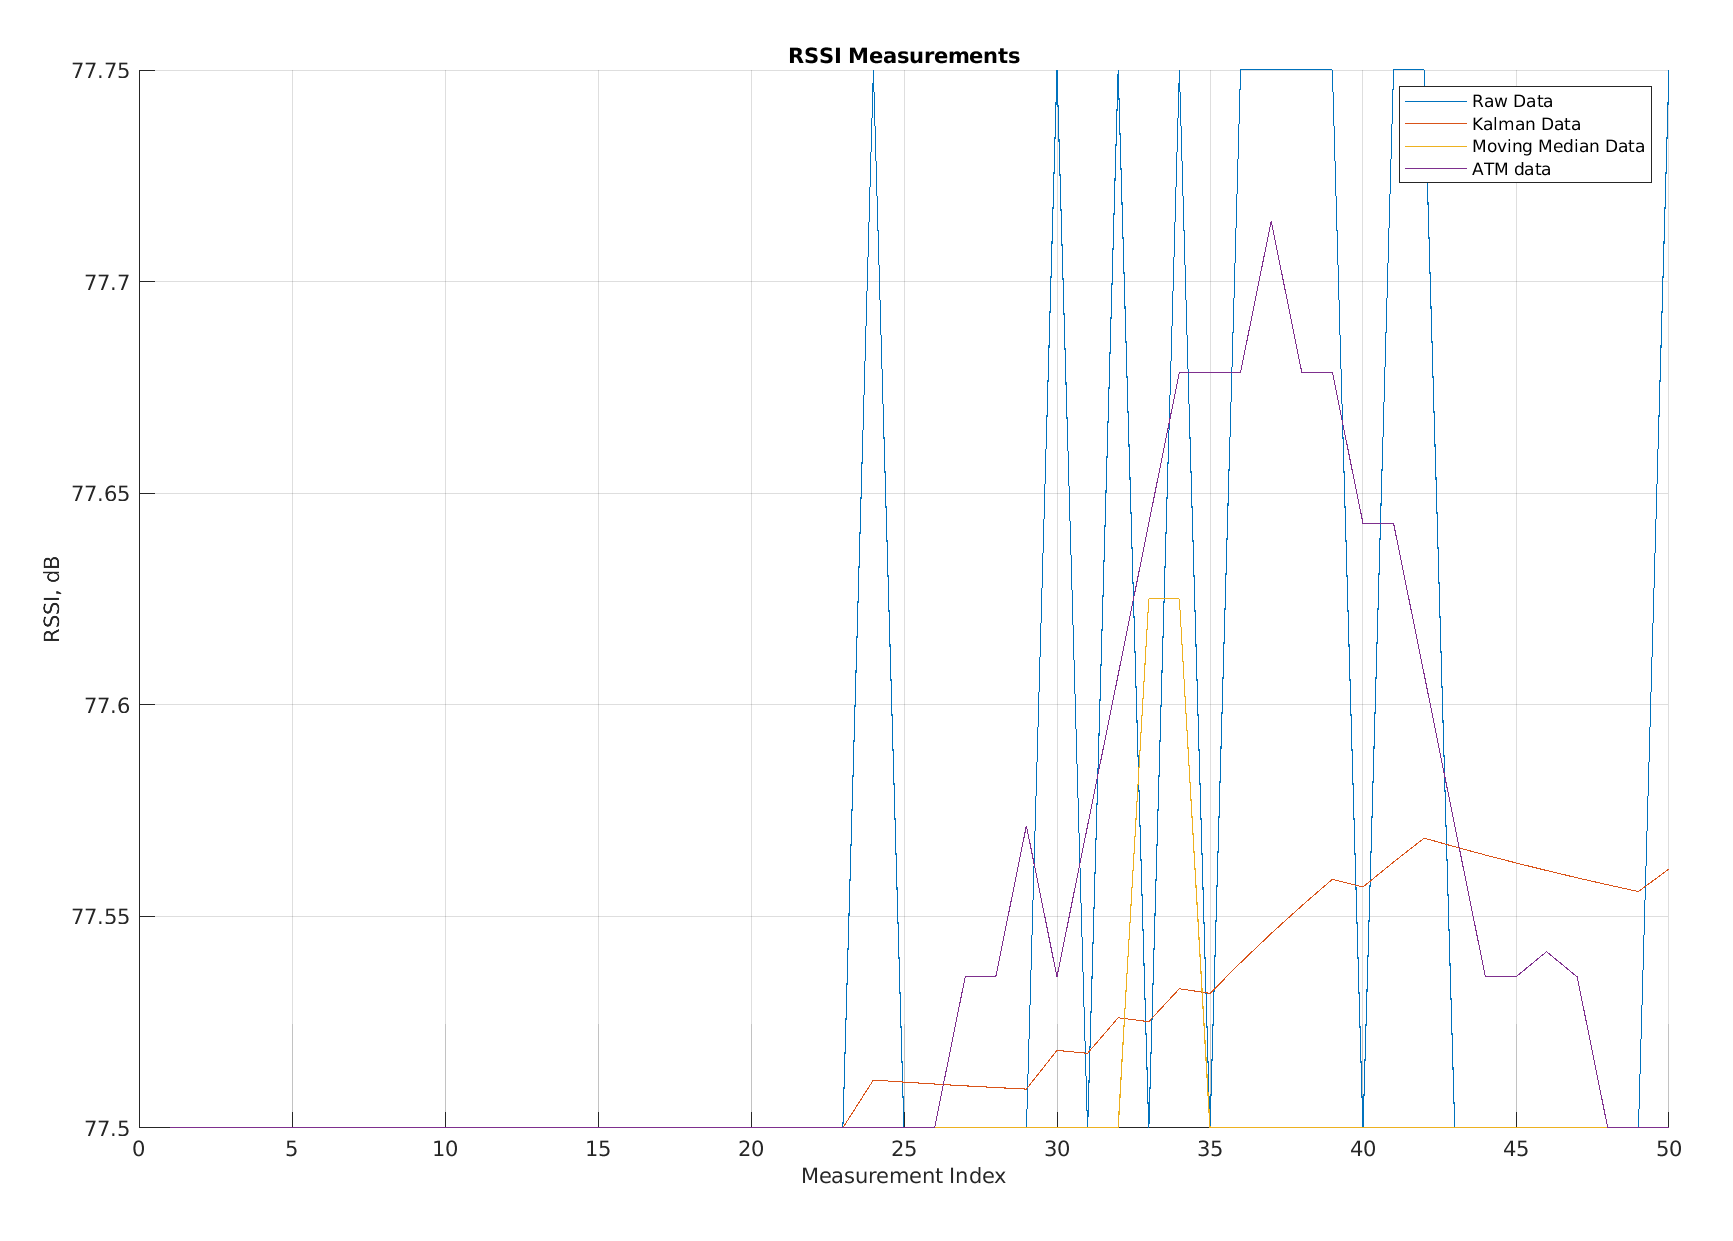 RSSI Measurements
77.75
77.7
77.65
77.6
77.55
77.5
RSSI, dB
Raw Data
Kalman Data
Moving Median Data
ATM data
0 5 10 15 20 25 30 35 40 45 50
Measurement Index